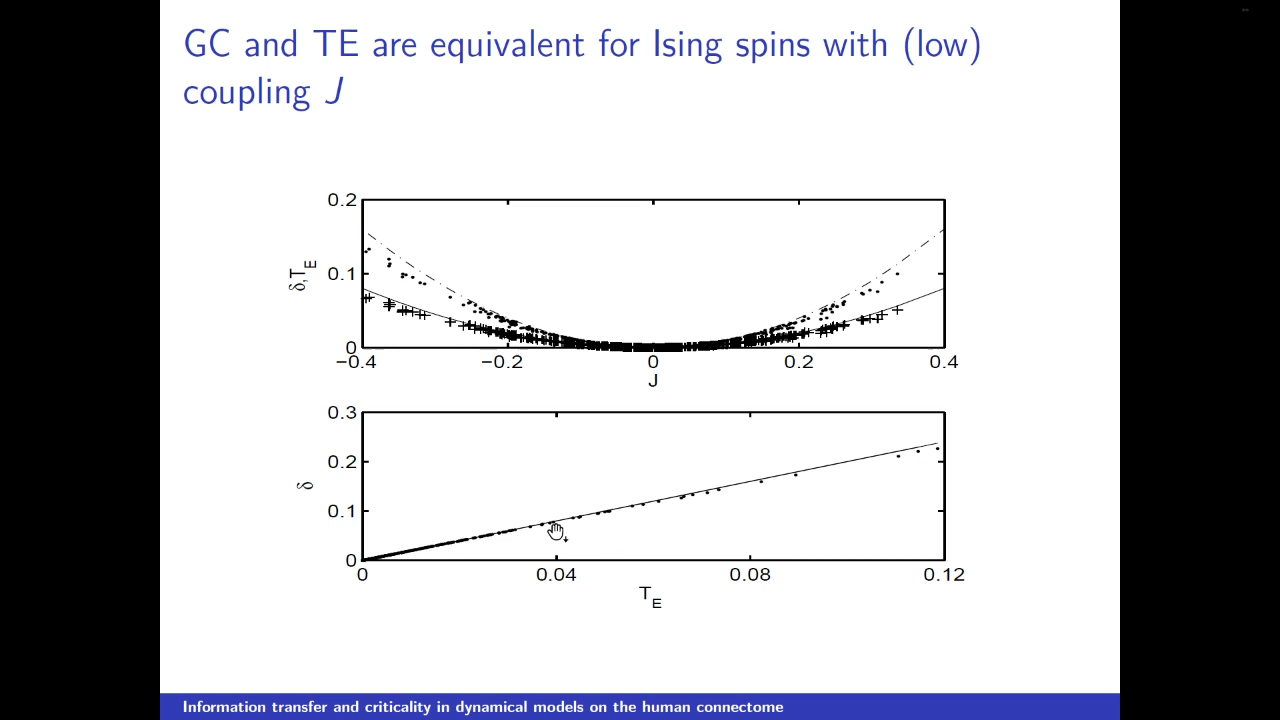 GC and TE are equivalent for Ising spins with (low)
coupling J
0.2
0.1
0
δ,T_E
−0.4
−0.2
0
0.2
0.4
J
0.3
0.2
0.1
0
δ
0
0.04
0.08
0.12
T_E
Information transfer and criticality in dynamical models on the human connectome